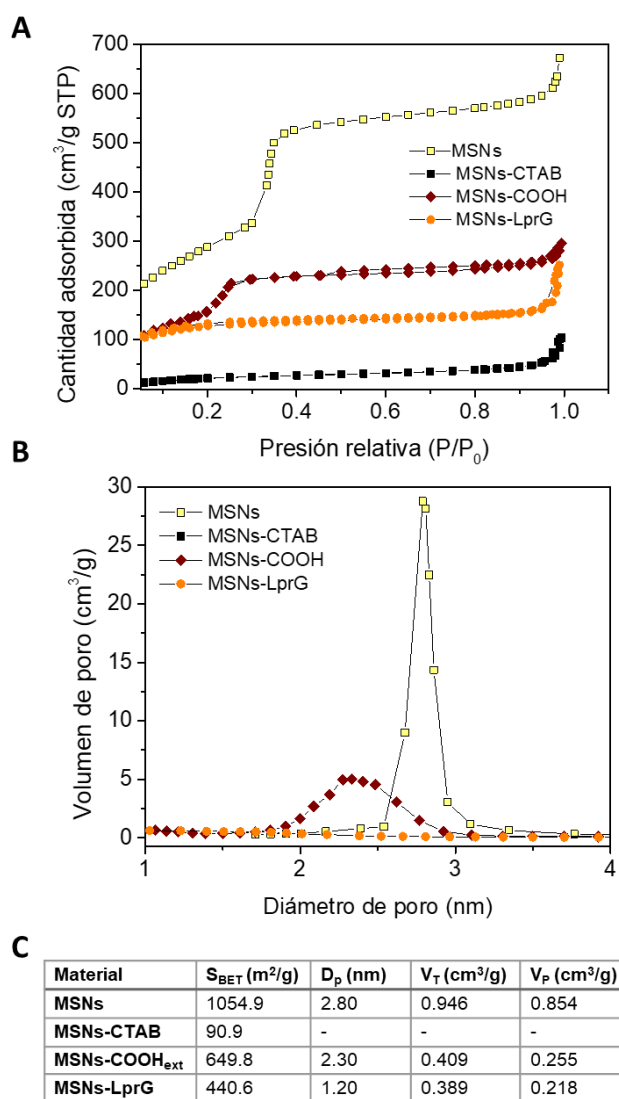 A
Cantidad adsorbida (cm³/g STP)
700
600
500
400
300
200
100
0
MSNs
MSNs-CTAB
MSNs-COOH
MSNs-LprG
0.2 0.4 0.6 0.8 1.0
Presión relativa (P/P₀)
B
Volumen de poro (cm³/g)
30
25
20
15
10
5
0
MSNs
MSNs-CTAB
MSNs-COOH
MSNs-LprG
1 2 3 4
Diámetro de poro (nm)
C
Material S_BET (m²/g) D_p (nm) V_T (cm³/g) V_P (cm³/g)
MSNs 1054.9 2.80 0.946 0.854
MSNs-CTAB 90.9 - - -
MSNs-COOH_ext 649.8 2.30 0.409 0.255
MSNs-LprG 440.6 1.20 0.389 0.218